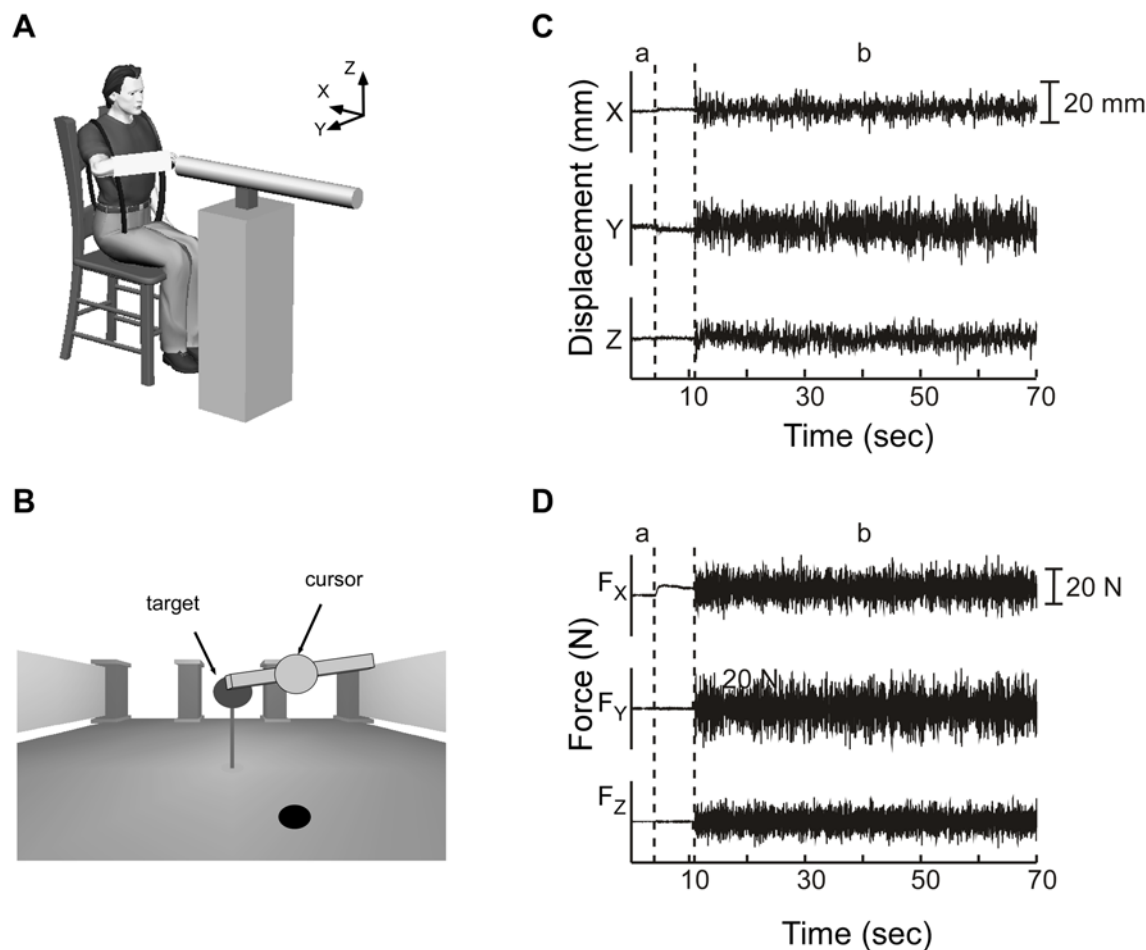 A
Z
X
Y
B
target
cursor
C
a
b
X
20 mm
Y
Z
Displacement (mm)
10
30
50
70
Time (sec)
D
a
b
F_X
20 N
20 N
F_Y
F_Z
Force (N)
10
30
50
70
Time (sec)